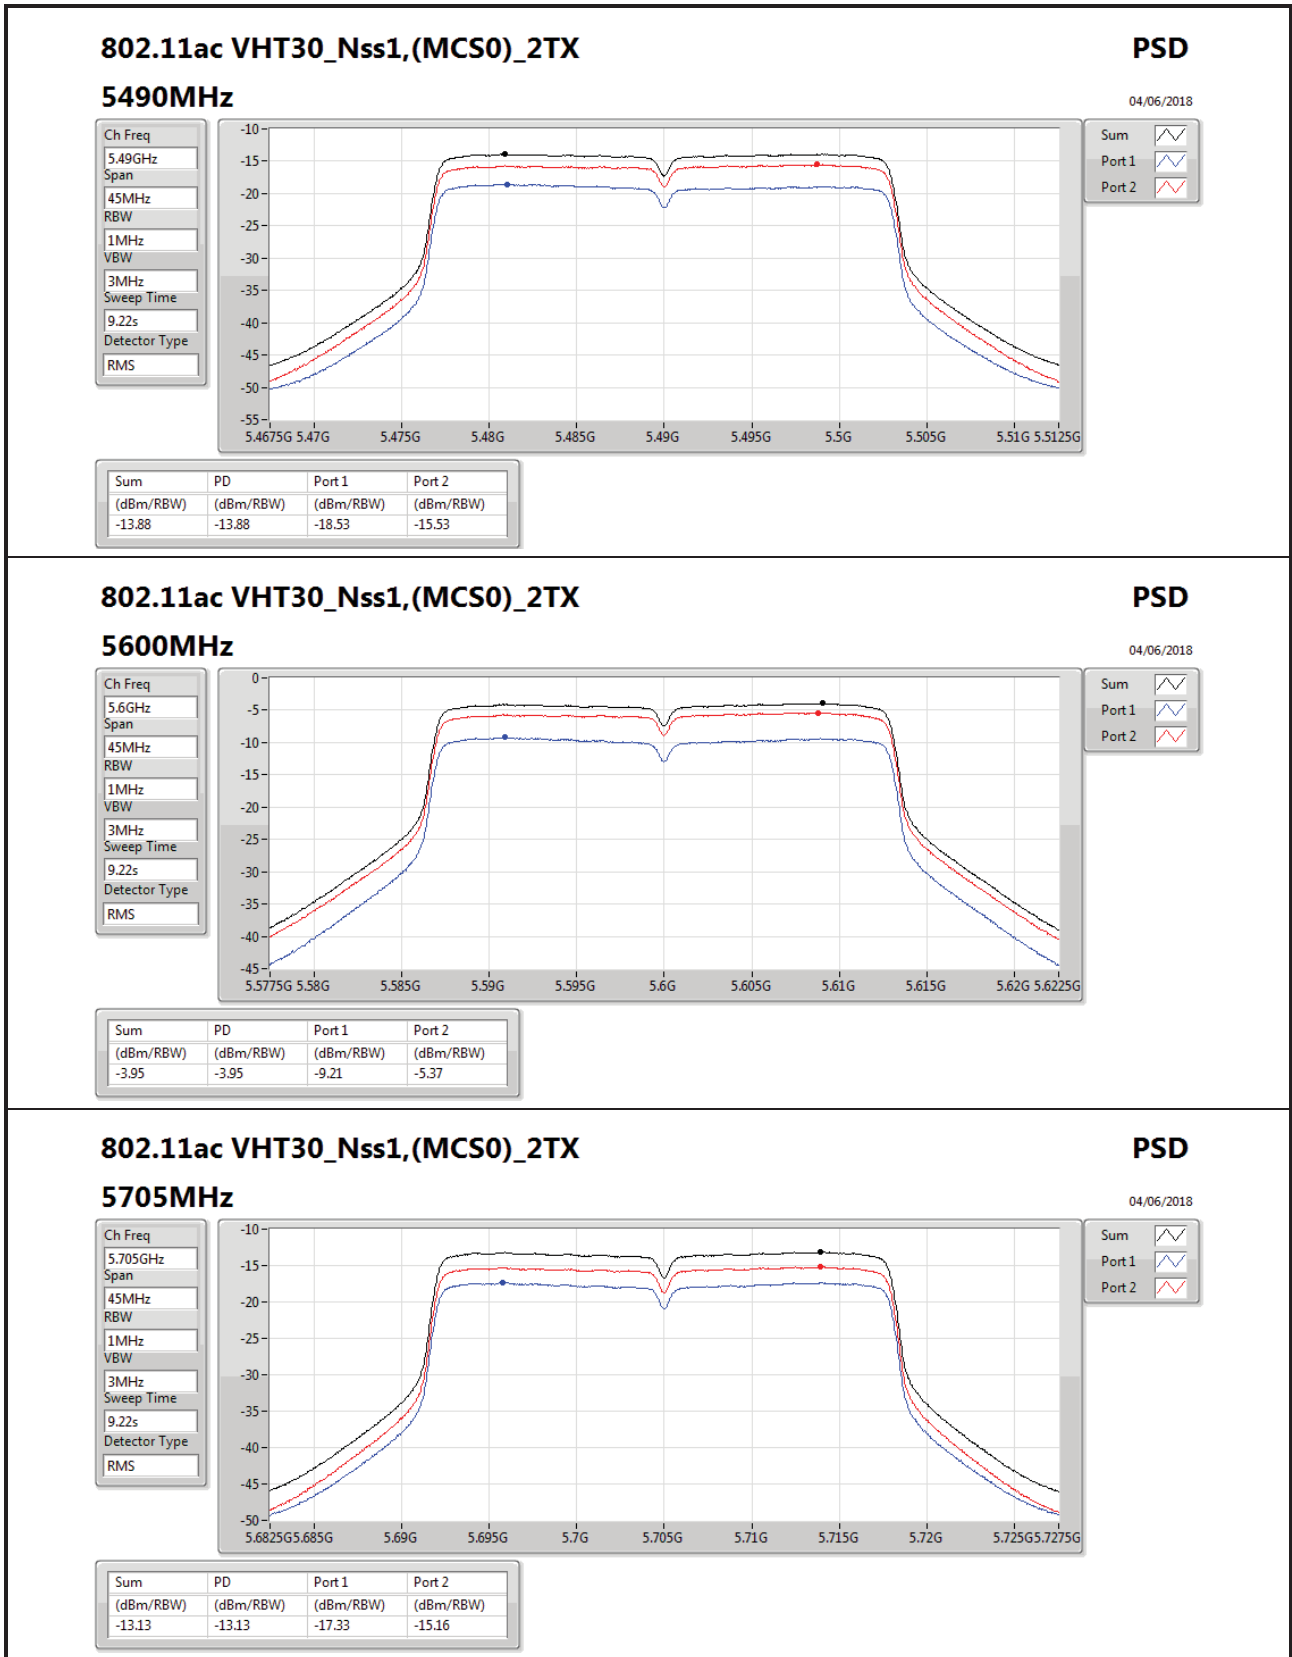 802.11ac VHT30_Nss1,(MCS0)_2TX PSD
5490MHz 04/06/2018
Ch Freq
5.49GHz
Span
45MHz
RBW
1MHz
VBW
3MHz
Sweep Time
9.22s
Detector Type
RMS
-10
-15
-20
-25
-30
-35
-40
-45
-50
-55
5.4675G 5.47G 5.475G 5.48G 5.485G 5.49G 5.495G 5.5G 5.505G 5.51G 5.5125G
Sum
Port 1
Port 2
Sum PD Port 1 Port 2
(dBm/RBW) (dBm/RBW) (dBm/RBW) (dBm/RBW)
-13.88 -13.88 -18.53 -15.53
802.11ac VHT30_Nss1,(MCS0)_2TX PSD
5600MHz 04/06/2018
Ch Freq
5.6GHz
Span
45MHz
RBW
1MHz
VBW
3MHz
Sweep Time
9.22s
Detector Type
RMS
0
-5
-10
-15
-20
-25
-30
-35
-40
-45
5.5775G 5.58G 5.585G 5.59G 5.595G 5.6G 5.605G 5.61G 5.615G 5.62G 5.6225G
Sum
Port 1
Port 2
Sum PD Port 1 Port 2
(dBm/RBW) (dBm/RBW) (dBm/RBW) (dBm/RBW)
-3.95 -3.95 -9.21 -5.37
802.11ac VHT30_Nss1,(MCS0)_2TX PSD
5705MHz 04/06/2018
Ch Freq
5.705GHz
Span
45MHz
RBW
1MHz
VBW
3MHz
Sweep Time
9.22s
Detector Type
RMS
-10
-15
-20
-25
-30
-35
-40
-45
-50
5.6825G 5.685G 5.69G 5.695G 5.7G 5.705G 5.71G 5.715G 5.72G 5.725G 5.7275G
Sum
Port 1
Port 2
Sum PD Port 1 Port 2
(dBm/RBW) (dBm/RBW) (dBm/RBW) (dBm/RBW)
-13.13 -13.13 -17.33 -15.16